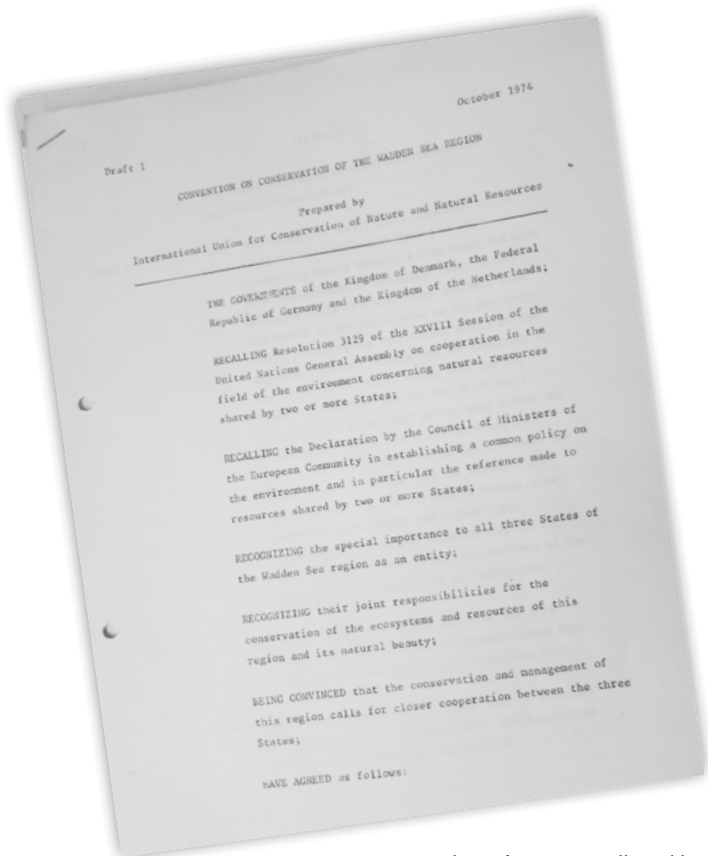 October 1974
Draft 1
CONVENTION ON CONSERVATION OF THE WADDEN SEA REGION
Prepared by
International Union for Conservation of Nature and Natural Resources
THE GOVERNMENTS of the Kingdom of Denmark, the Federal
Republic of Germany and the Kingdom of the Netherlands;
RECALLING Resolution 3129 of the XXVIII Session of the
United Nations General Assembly on cooperation in the
field of the environment concerning natural resources
shared by two or more States;
RECALLING the Declaration by the Council of Ministers of
the European Community in establishing a common policy on
the environment and in particular the reference made to
resources shared by two or more States;
RECOGNIZING the special importance to all three States of
the Wadden Sea region as an entity;
RECOGNIZING their joint responsibilities for the
conservation of the ecosystems and resources of this
region and its natural beauty;
BEING CONVINCED that the conservation and management of
this region calls for closer cooperation between the three
States;
HAVE AGREED as follows: